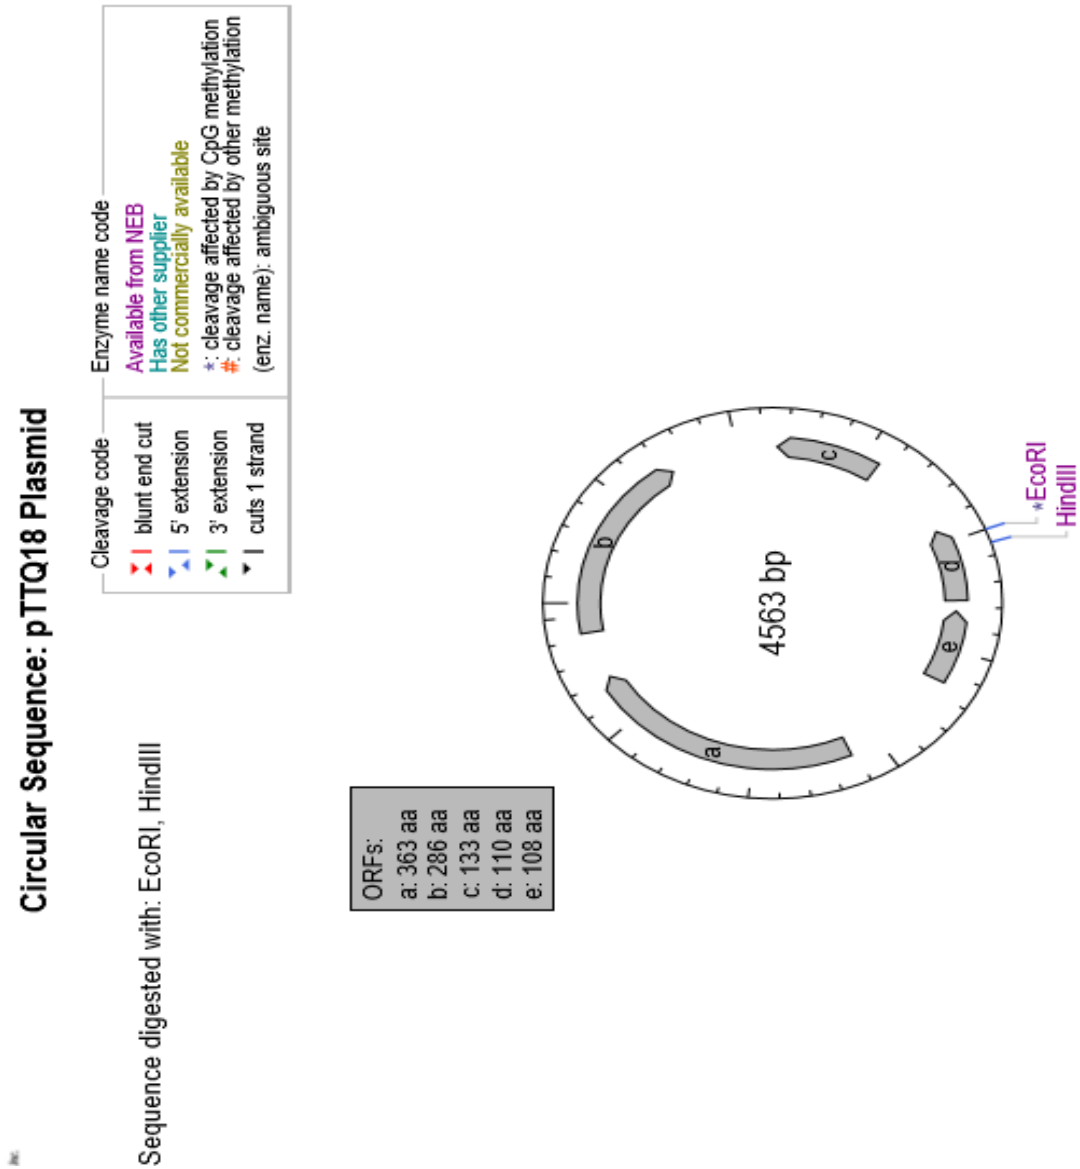 Circular Sequence: pTTQ18 Plasmid
Sequence digested with: EcoRI, HindIII
Cleavage code
blunt end cut
5' extension
3' extension
cuts 1 strand
Enzyme name code
Available from NEB
Has other supplier
Not commercially available
*: cleavage affected by CpG methylation
#: cleavage affected by other methylation
(enz. name): ambiguous site
ORFs:
a: 363 aa
b: 286 aa
c: 133 aa
d: 110 aa
e: 108 aa
a
b
c
d
e
4563 bp
*EcoRI
HindIII